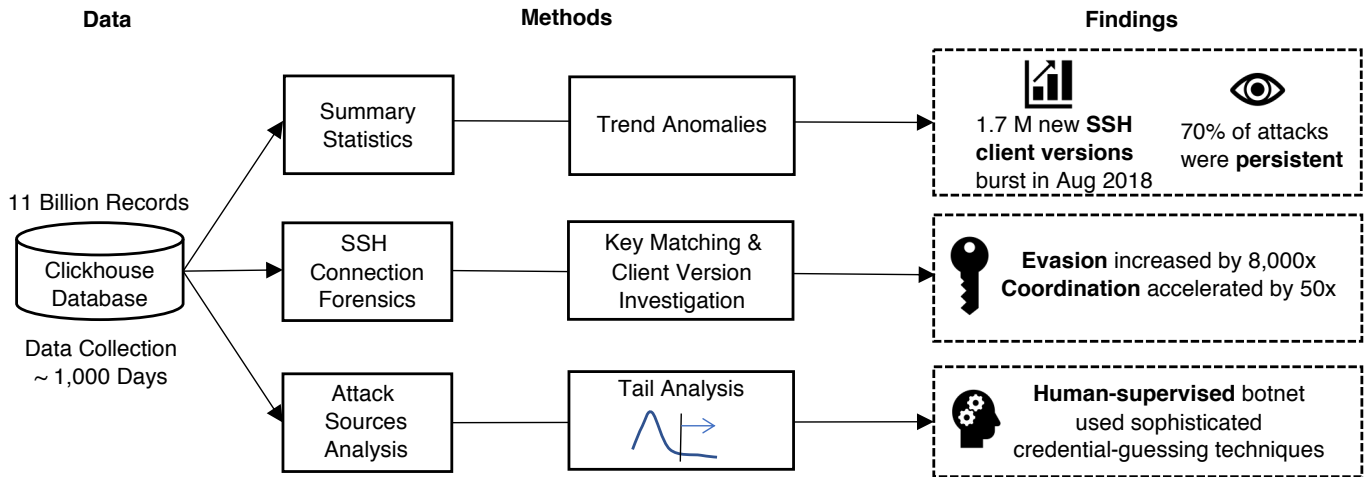 Data
Methods
Findings
11 Billion Records
Clickhouse
Database
Data Collection
~ 1,000 Days
Summary
Statistics
Trend Anomalies
1.7 M new SSH
client versions
burst in Aug 2018
70% of attacks
were persistent
SSH
Connection
Forensics
Key Matching &
Client Version
Investigation
Evasion increased by 8,000x
Coordination accelerated by 50x
Attack
Sources
Analysis
Tail Analysis
Human-supervised botnet
used sophisticated
credential-guessing techniques